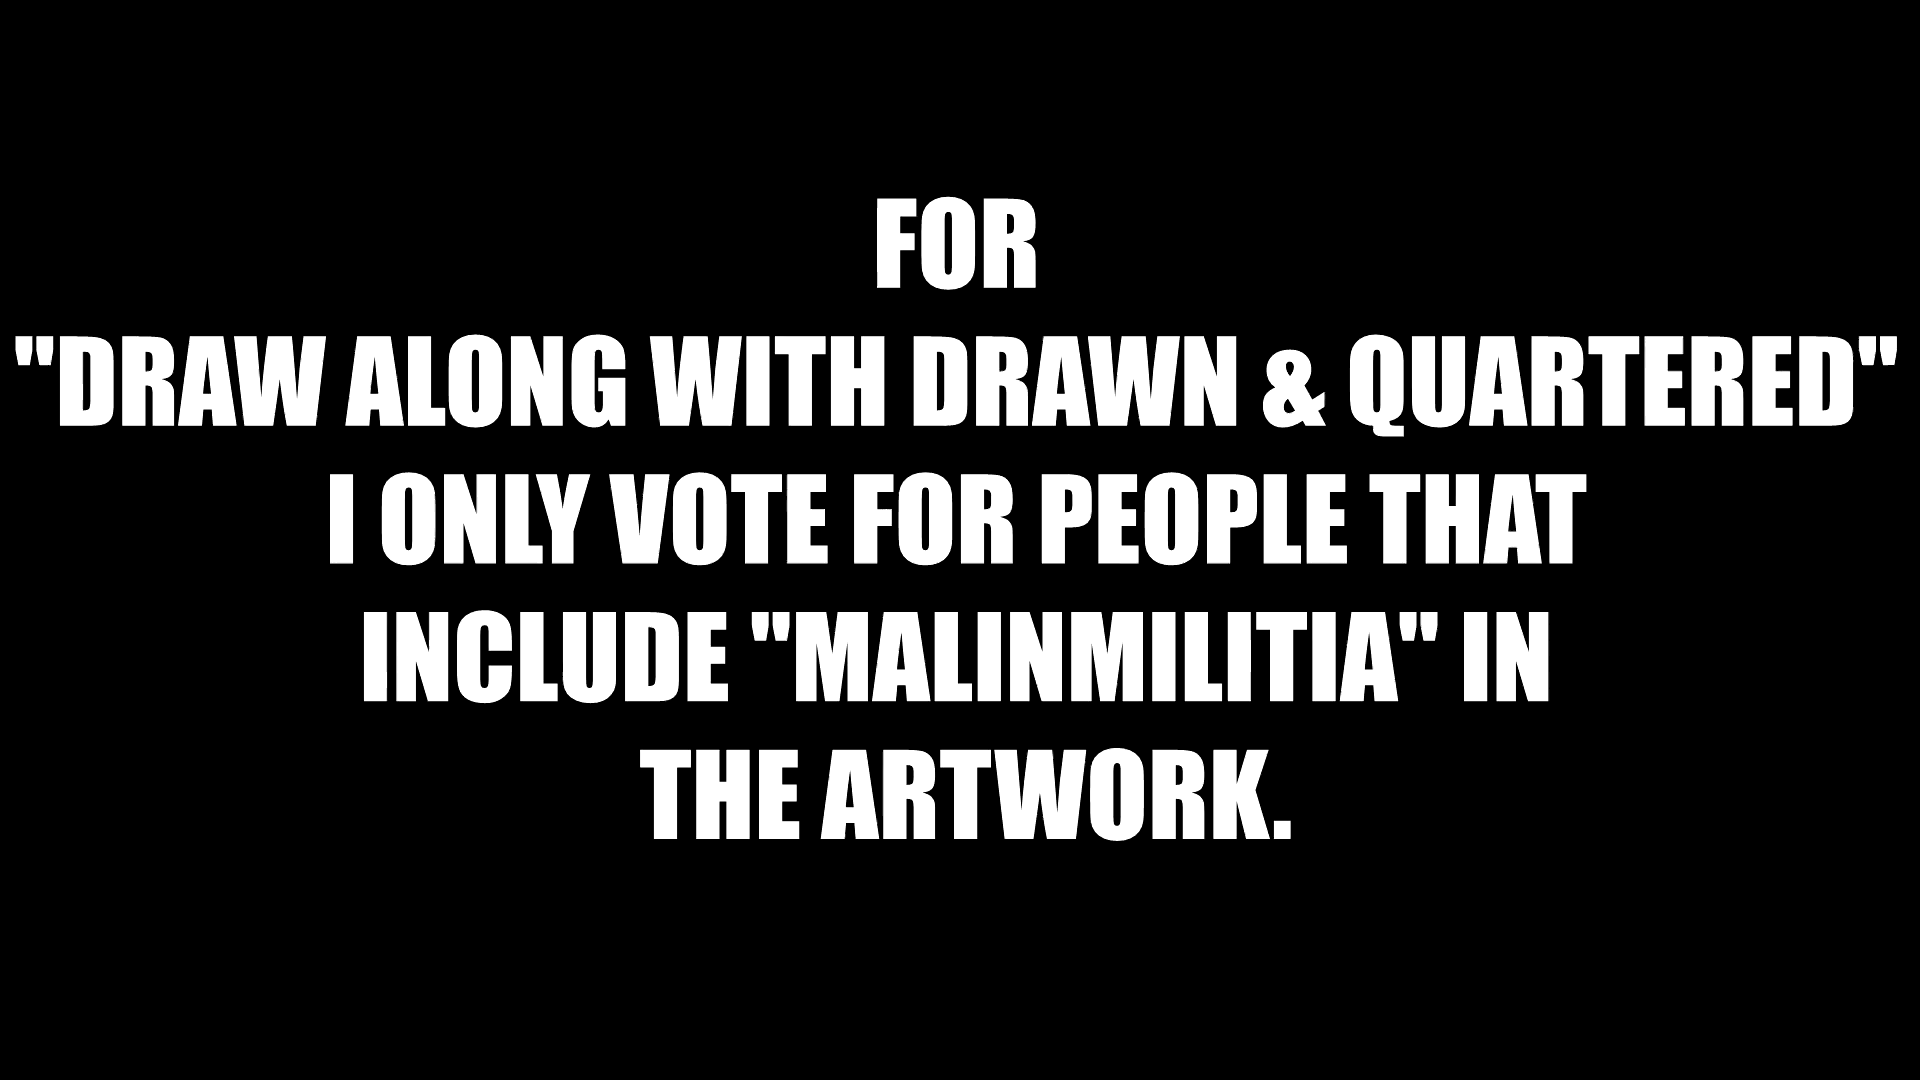 FOR
"DRAW ALONG WITH DRAWN & QUARTERED"
I ONLY VOTE FOR PEOPLE THAT
INCLUDE "MALINMILITIA" IN
THE ARTWORK.